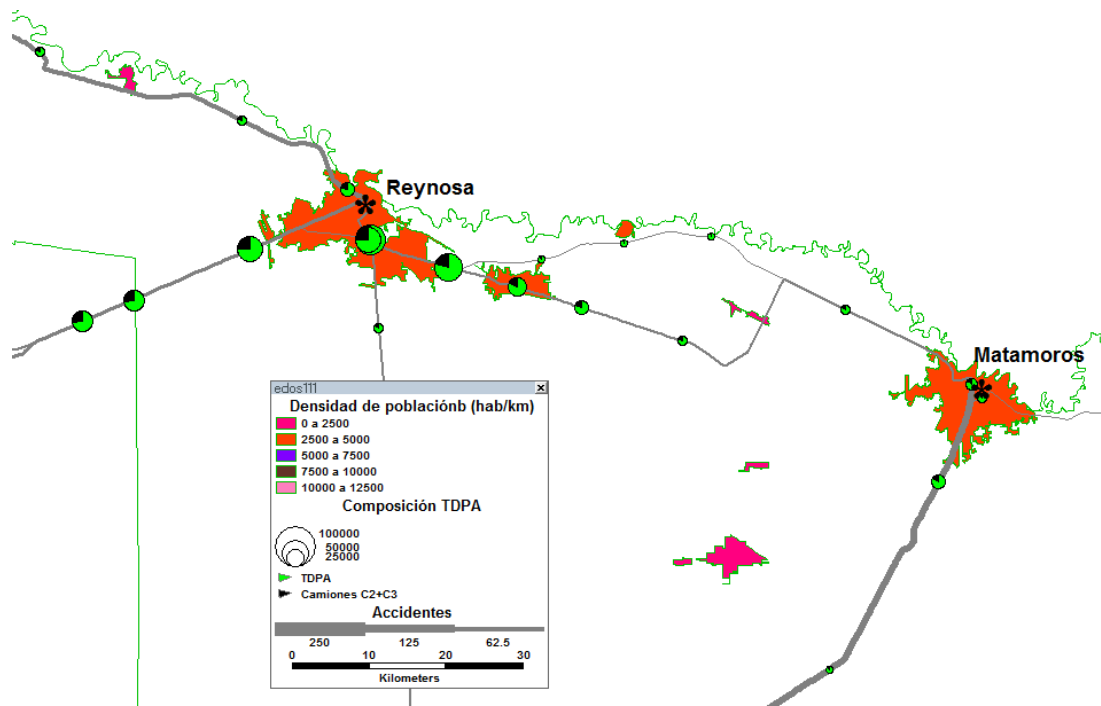 Reynosa
Matamoros
edos111
Densidad de poblaciónb (hab/km)
0 a 2500
2500 a 5000
5000 a 7500
7500 a 10000
10000 a 12500
Composición TDPA
100000
50000
25000
TDPA
Camiones C2+C3
Accidentes
250 125 62.5
0 10 20 30
Kilometers